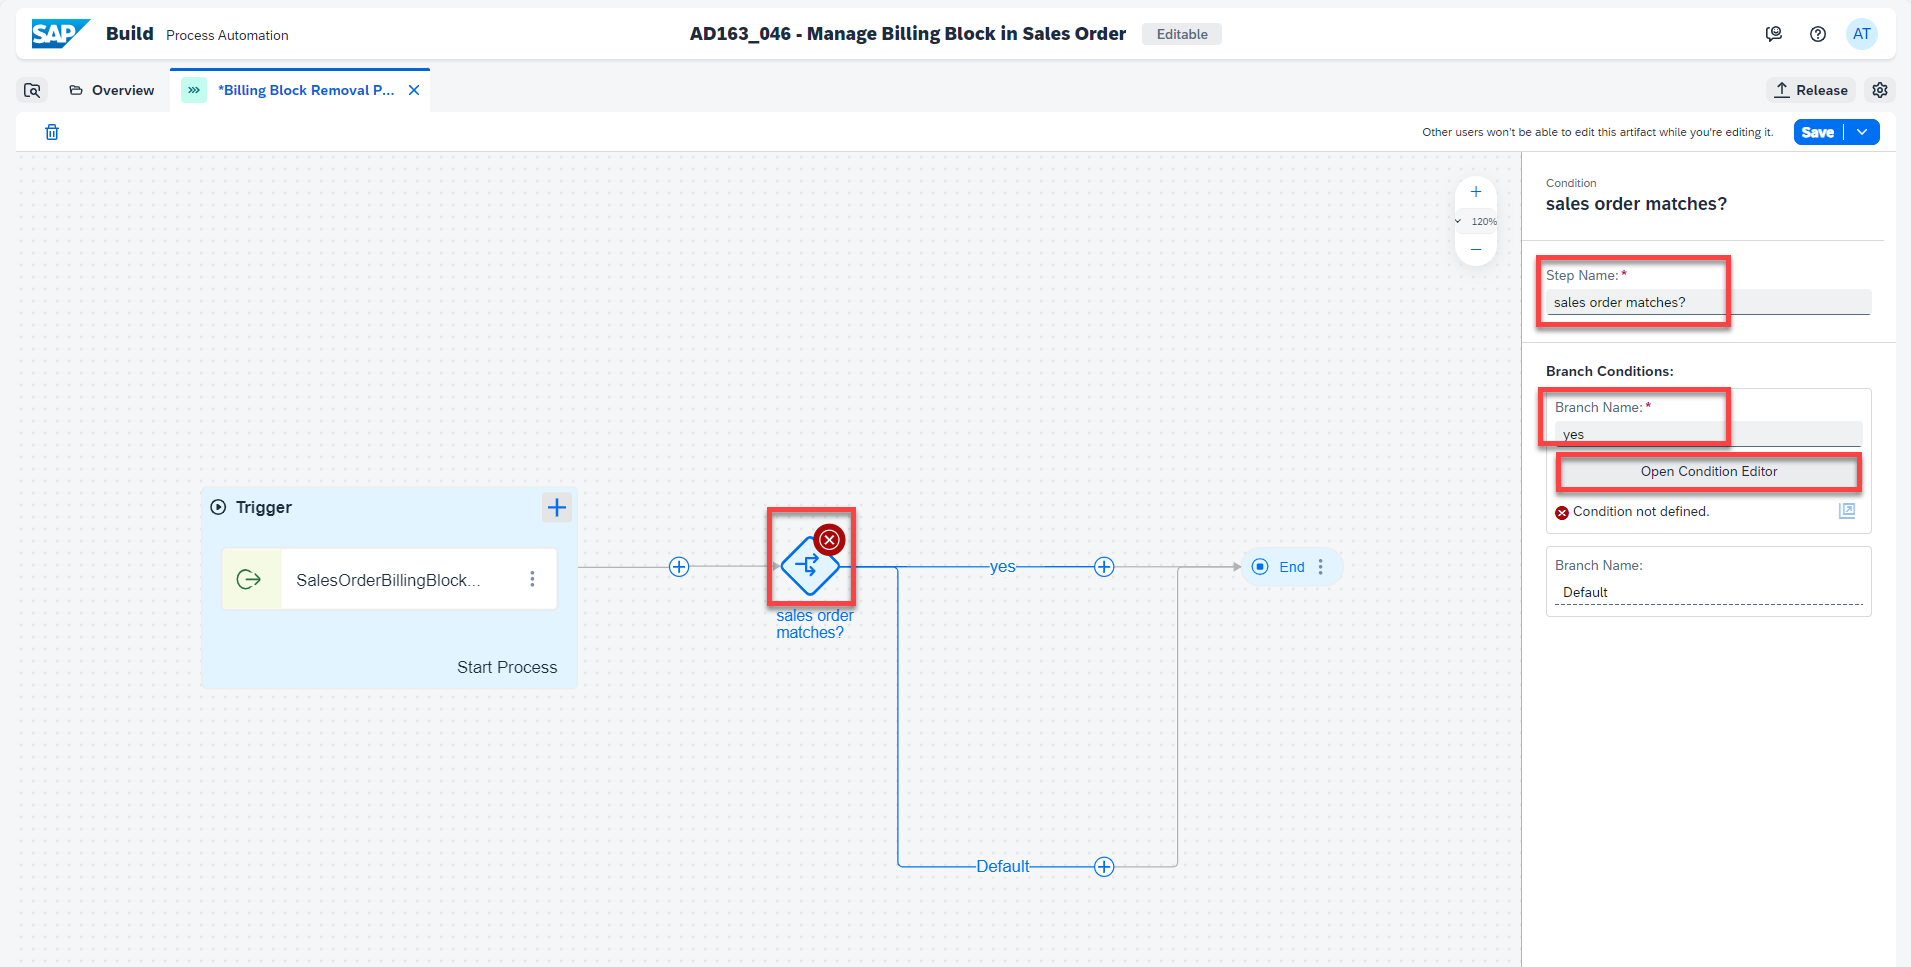 SAP Build Process Automation
AD163_046 - Manage Billing Block in Sales Order Editable
AT
Overview
*Billing Block Removal P...
Release
Other users won't be able to edit this artifact while you're editing it.
Save
120%
Trigger
SalesOrderBillingBlock...
Start Process
sales order
matches?
yes
End
Default
Condition
sales order matches?
Step Name: *
sales order matches?
Branch Conditions:
Branch Name: *
yes
Open Condition Editor
Condition not defined.
Branch Name:
Default